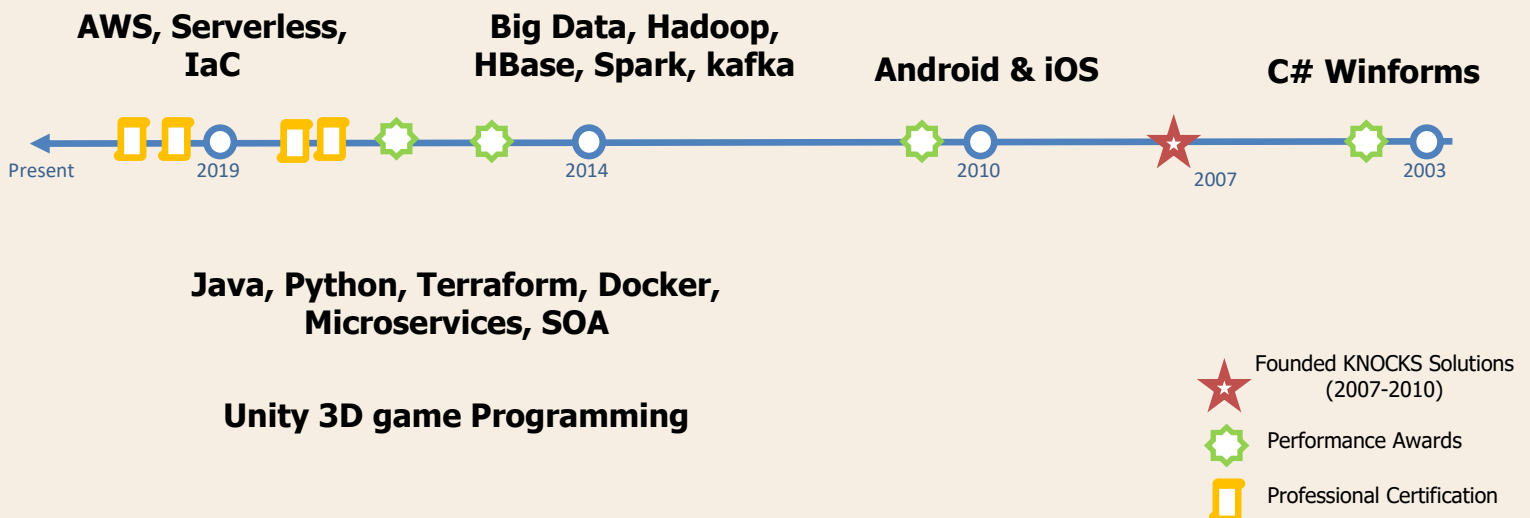 AWS, Serverless,
IaC
Big Data, Hadoop,
HBase, Spark, kafka
Android & iOS
C# Winforms
Present
2019
2014
2010
2007
2003
Java, Python, Terraform, Docker,
Microservices, SOA
Unity 3D game Programming
Founded KNOCKS Solutions
(2007-2010)
Performance Awards
Professional Certification